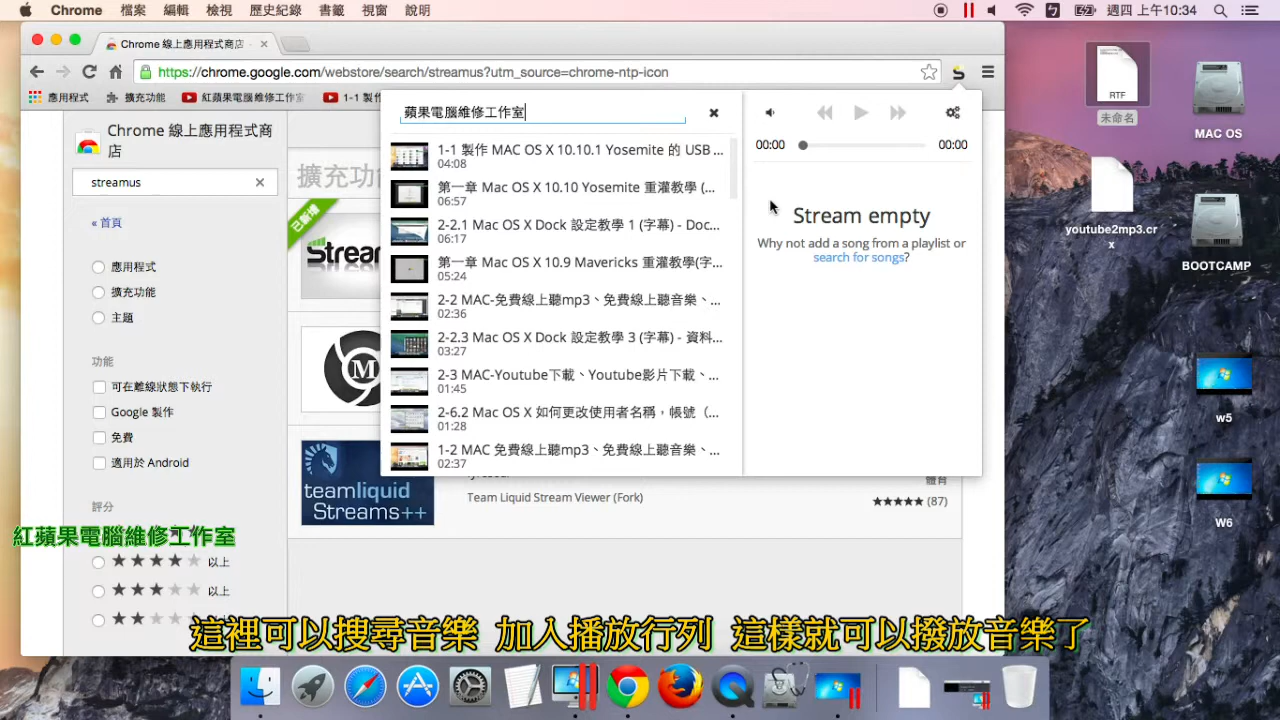 Chrome 檔案 編輯 檢視 歷史紀錄 書籤 視窗 說明
週四 上午10:34
Chrome 線上應用程式商店
https://chrome.google.com/webstore/search/streamus?utm_source=chrome-ntp-icon
應用程式 擴充功能 紅蘋果電腦維修工作室 1-1 製作
Chrome 線上應用程式商
店
streamus
« 首頁
應用程式
擴充功能
主題
功能
可在離線狀態下執行
Google 製作
免費
適用於 Android
評分
以上
以上
擴充功
已新增
Strea
M
teamliquid
Streams++
Team Liquid Stream Viewer (Fork)
體育
(87)
蘋果電腦維修工作室
1-1 製作 MAC OS X 10.10.1 Yosemite 的 USB ...
04:08
第一章 Mac OS X 10.10 Yosemite 重灌教學 (...
06:57
2-2.1 Mac OS X Dock 設定教學 1 (字幕) - Doc...
06:17
第一章 Mac OS X 10.9 Mavericks 重灌教學(字...
05:24
2-2 MAC-免費線上聽mp3、免費線上聽音樂、...
02:36
2-2.3 Mac OS X Dock 設定教學 3 (字幕) - 資料...
03:27
2-3 MAC-Youtube下載、Youtube影片下載、...
01:45
2-6.2 Mac OS X 如何更改使用者名稱，帳號（...
01:28
1-2 MAC 免費線上聽mp3、免費線上聽音樂、...
02:37
00:00 00:00
Stream empty
Why not add a song from a playlist or
search for songs?
RTF
未命名
MAC OS
youtube2mp3.cr
x
BOOTCAMP
w5
W6
紅蘋果電腦維修工作室
這裡可以搜尋音樂 加入播放行列 這樣就可以撥放音樂了